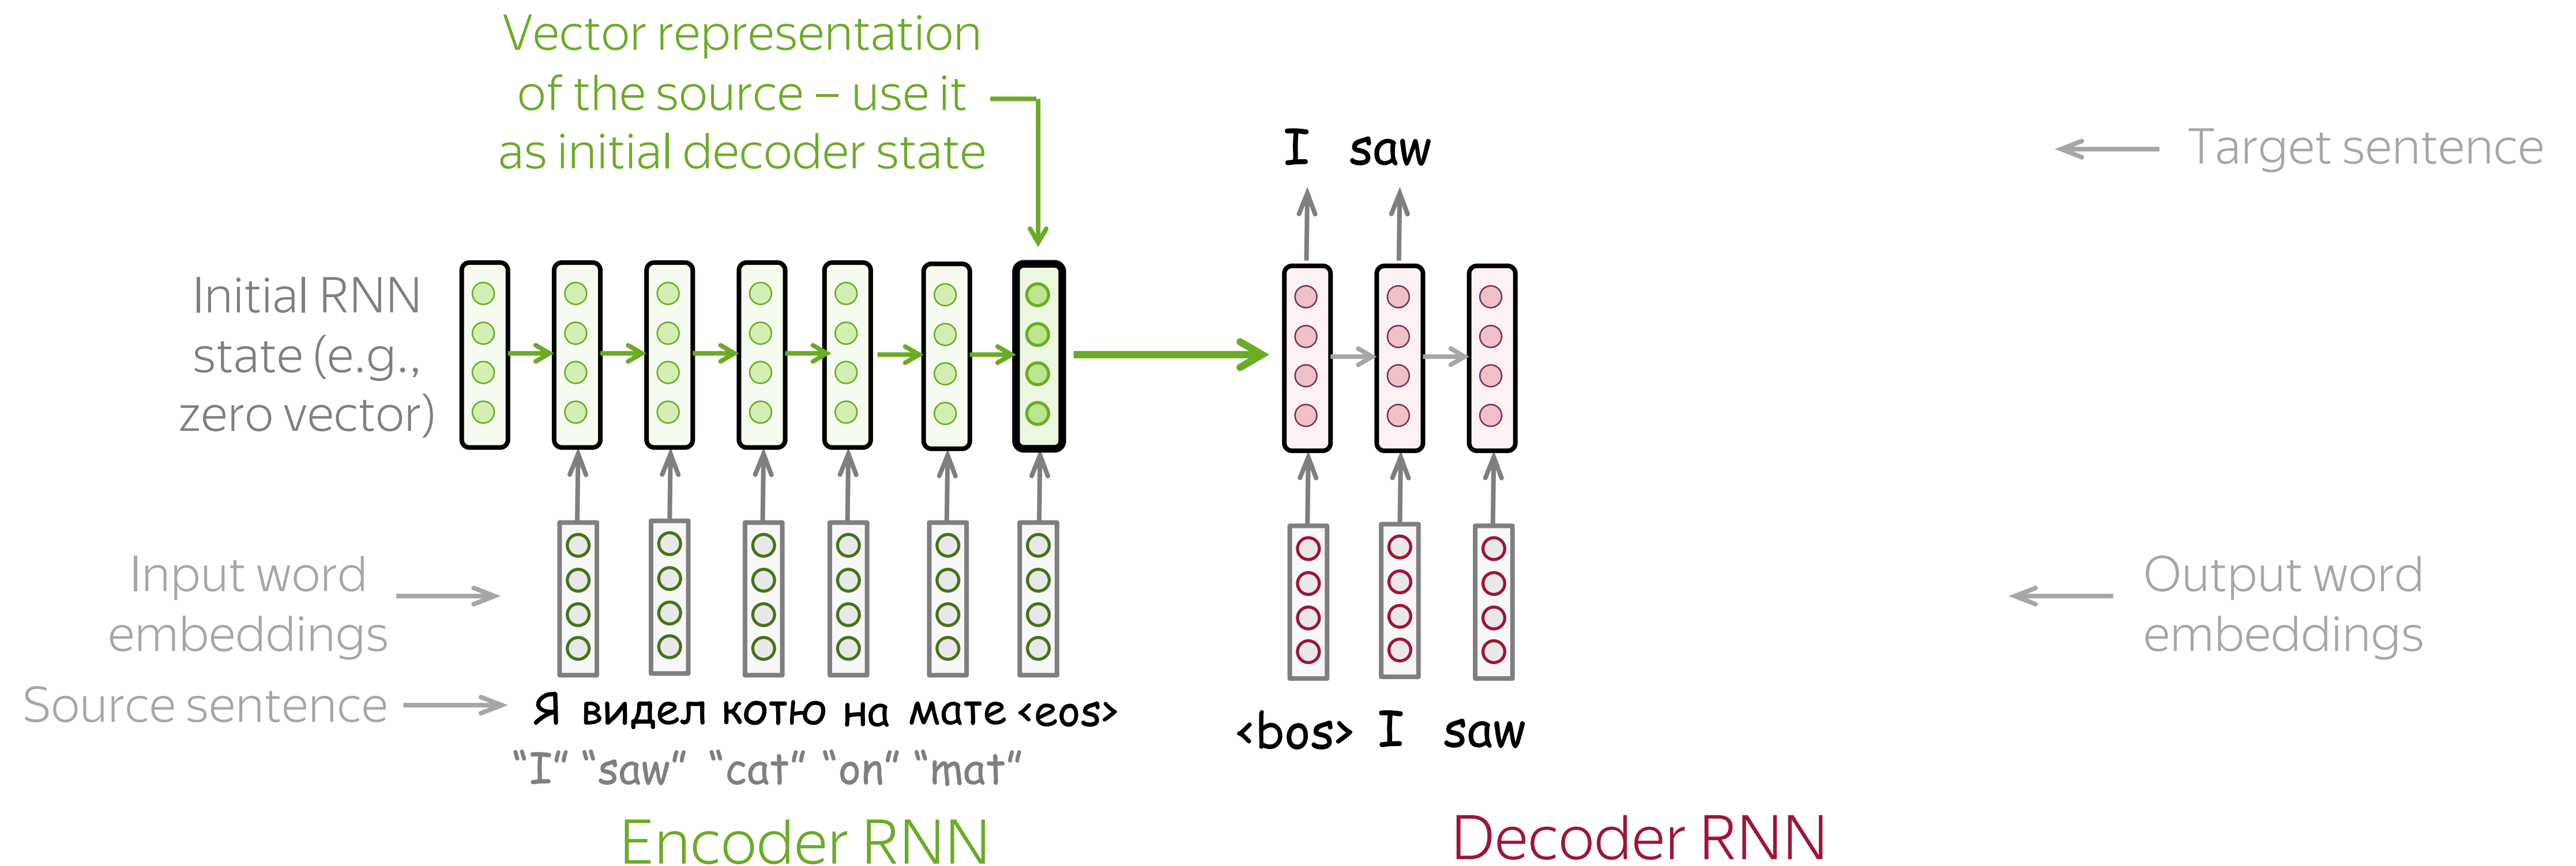 Vector representation
of the source – use it
as initial decoder state
I saw
Target sentence
Initial RNN
state (e.g.,
zero vector)
Input word
embeddings
Output word
embeddings
Source sentence
Я видел котю на мате <eos>
"I" "saw" "cat" "on" "mat"
<bos> I saw
Encoder RNN
Decoder RNN